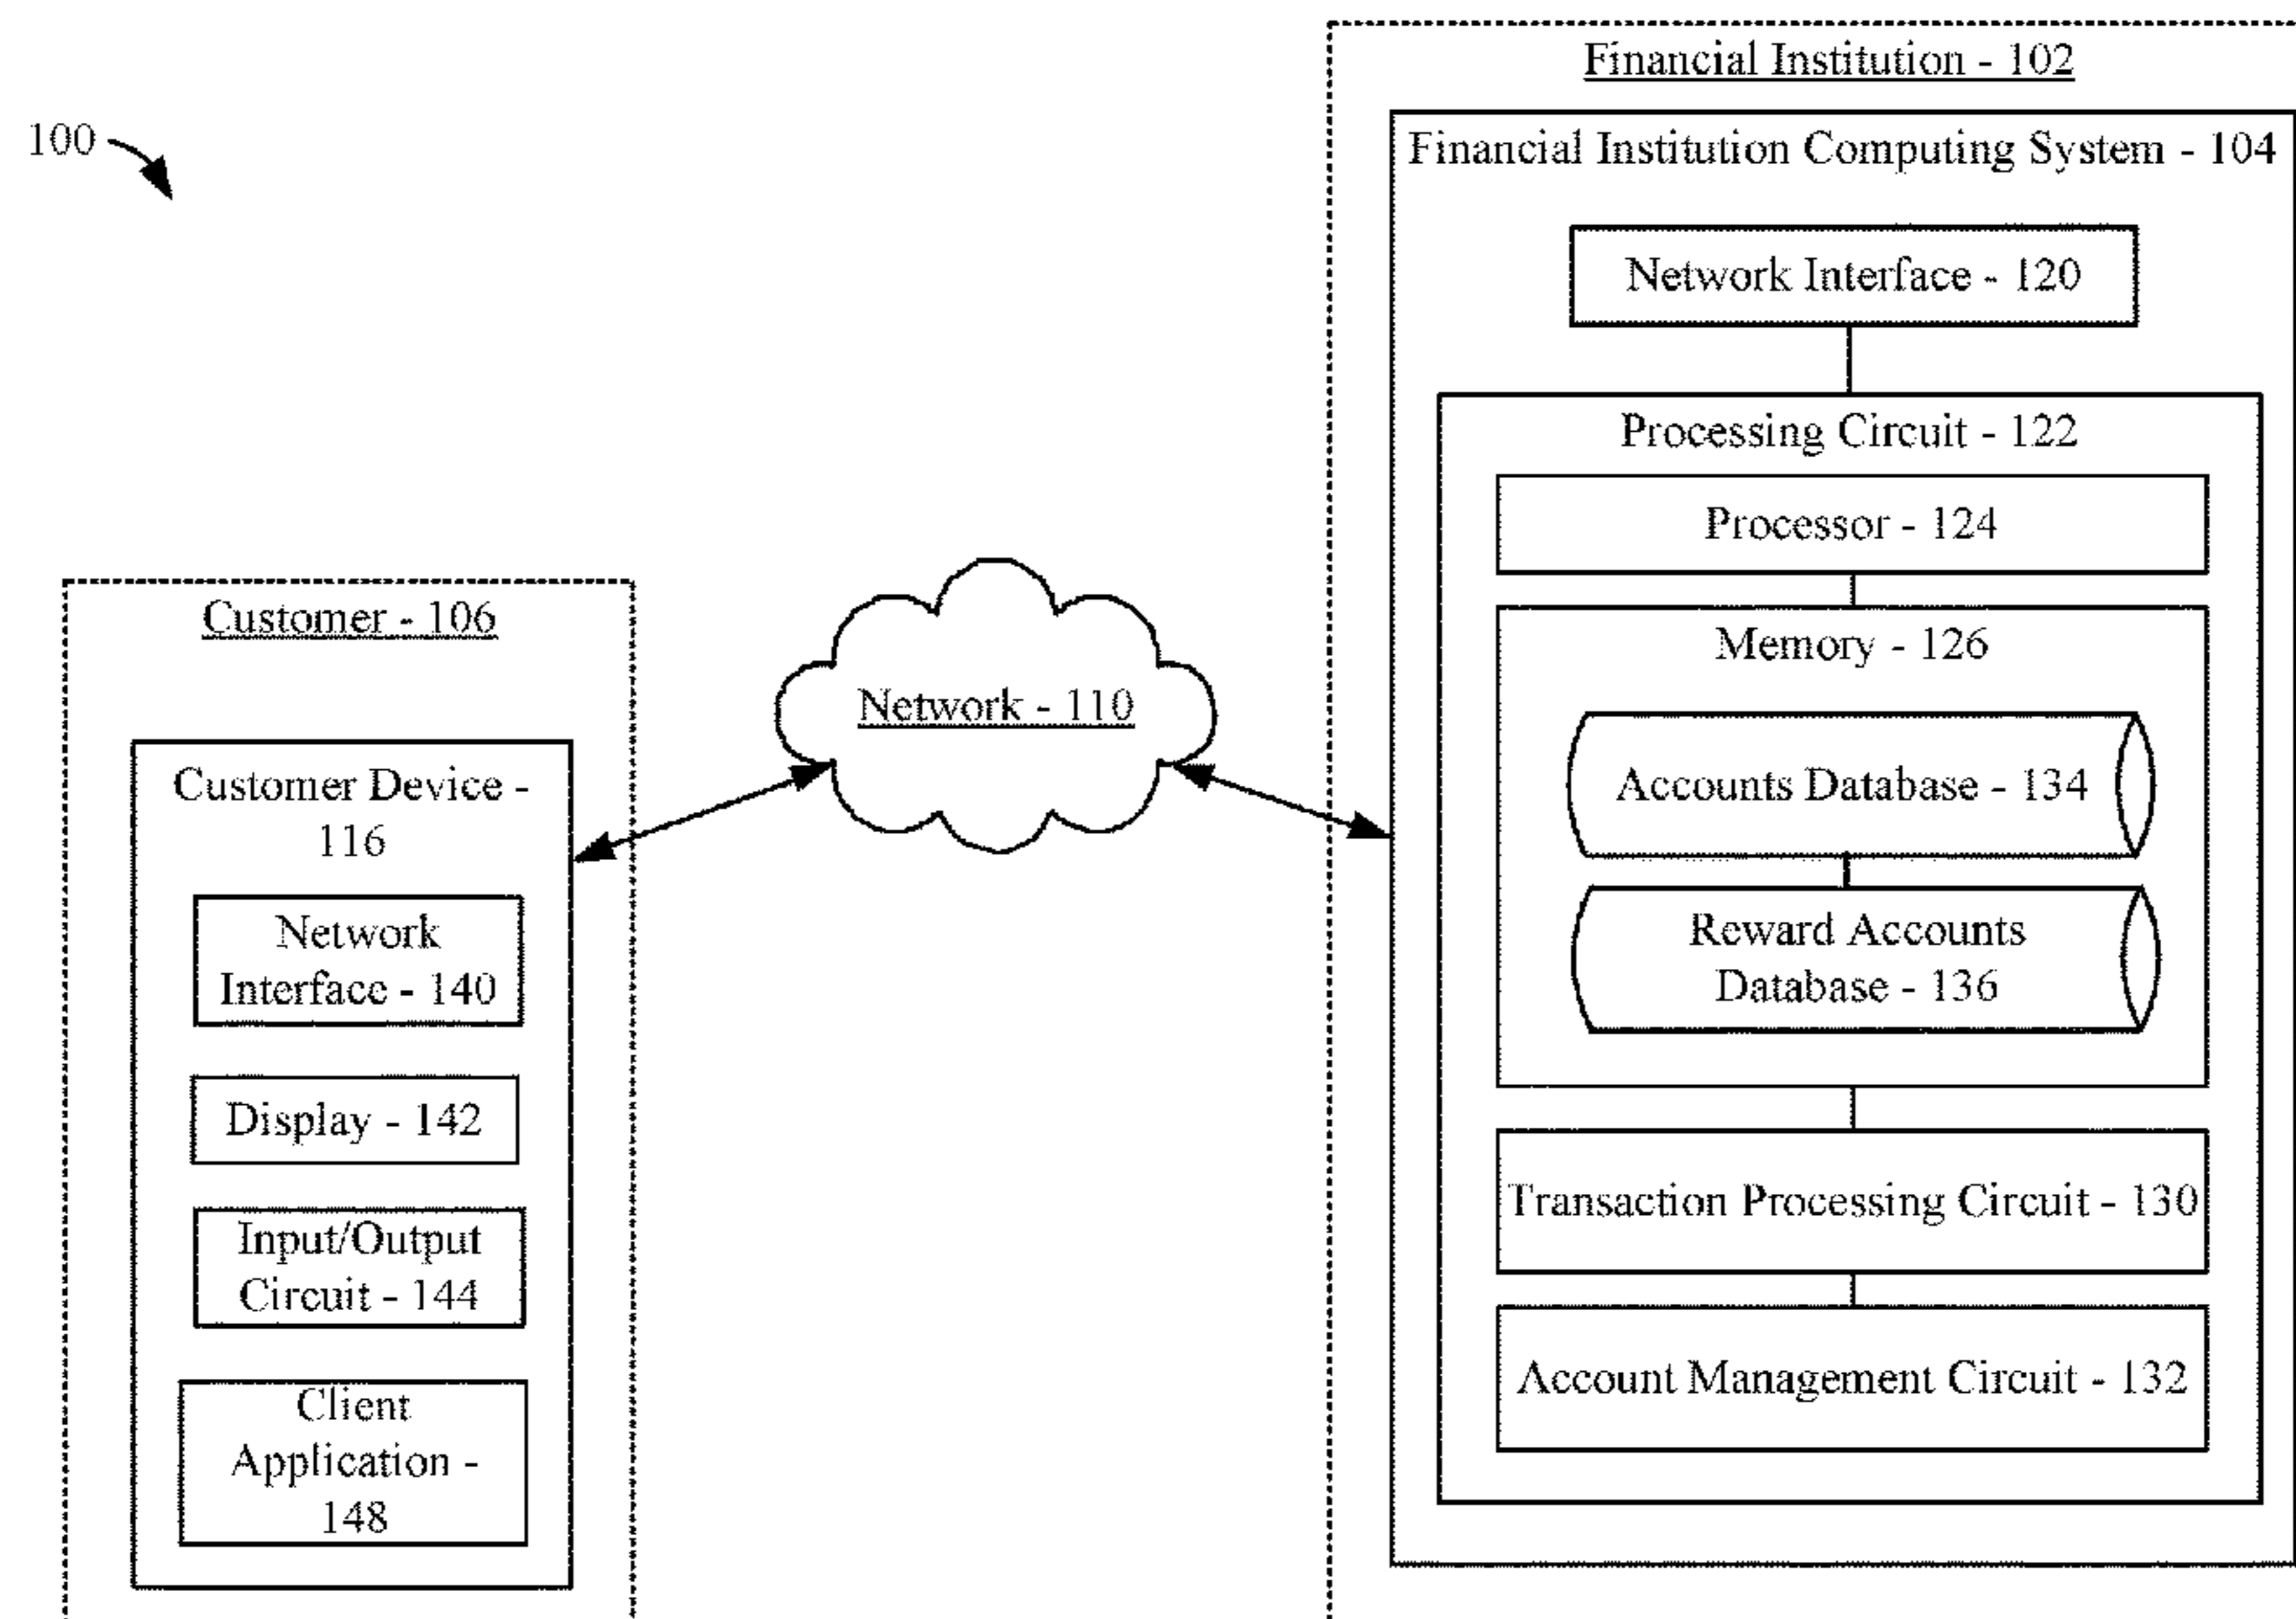 100
Financial Institution - 102
Financial Institution Computing System - 104
Network Interface - 120
Processing Circuit - 122
Processor - 124
Memory - 126
Accounts Database - 134
Reward Accounts
Database - 136
Transaction Processing Circuit - 130
Account Management Circuit - 132
Network - 110
Customer - 106
Customer Device -
116
Network
Interface - 140
Display - 142
Input/Output
Circuit - 144
Client
Application -
148